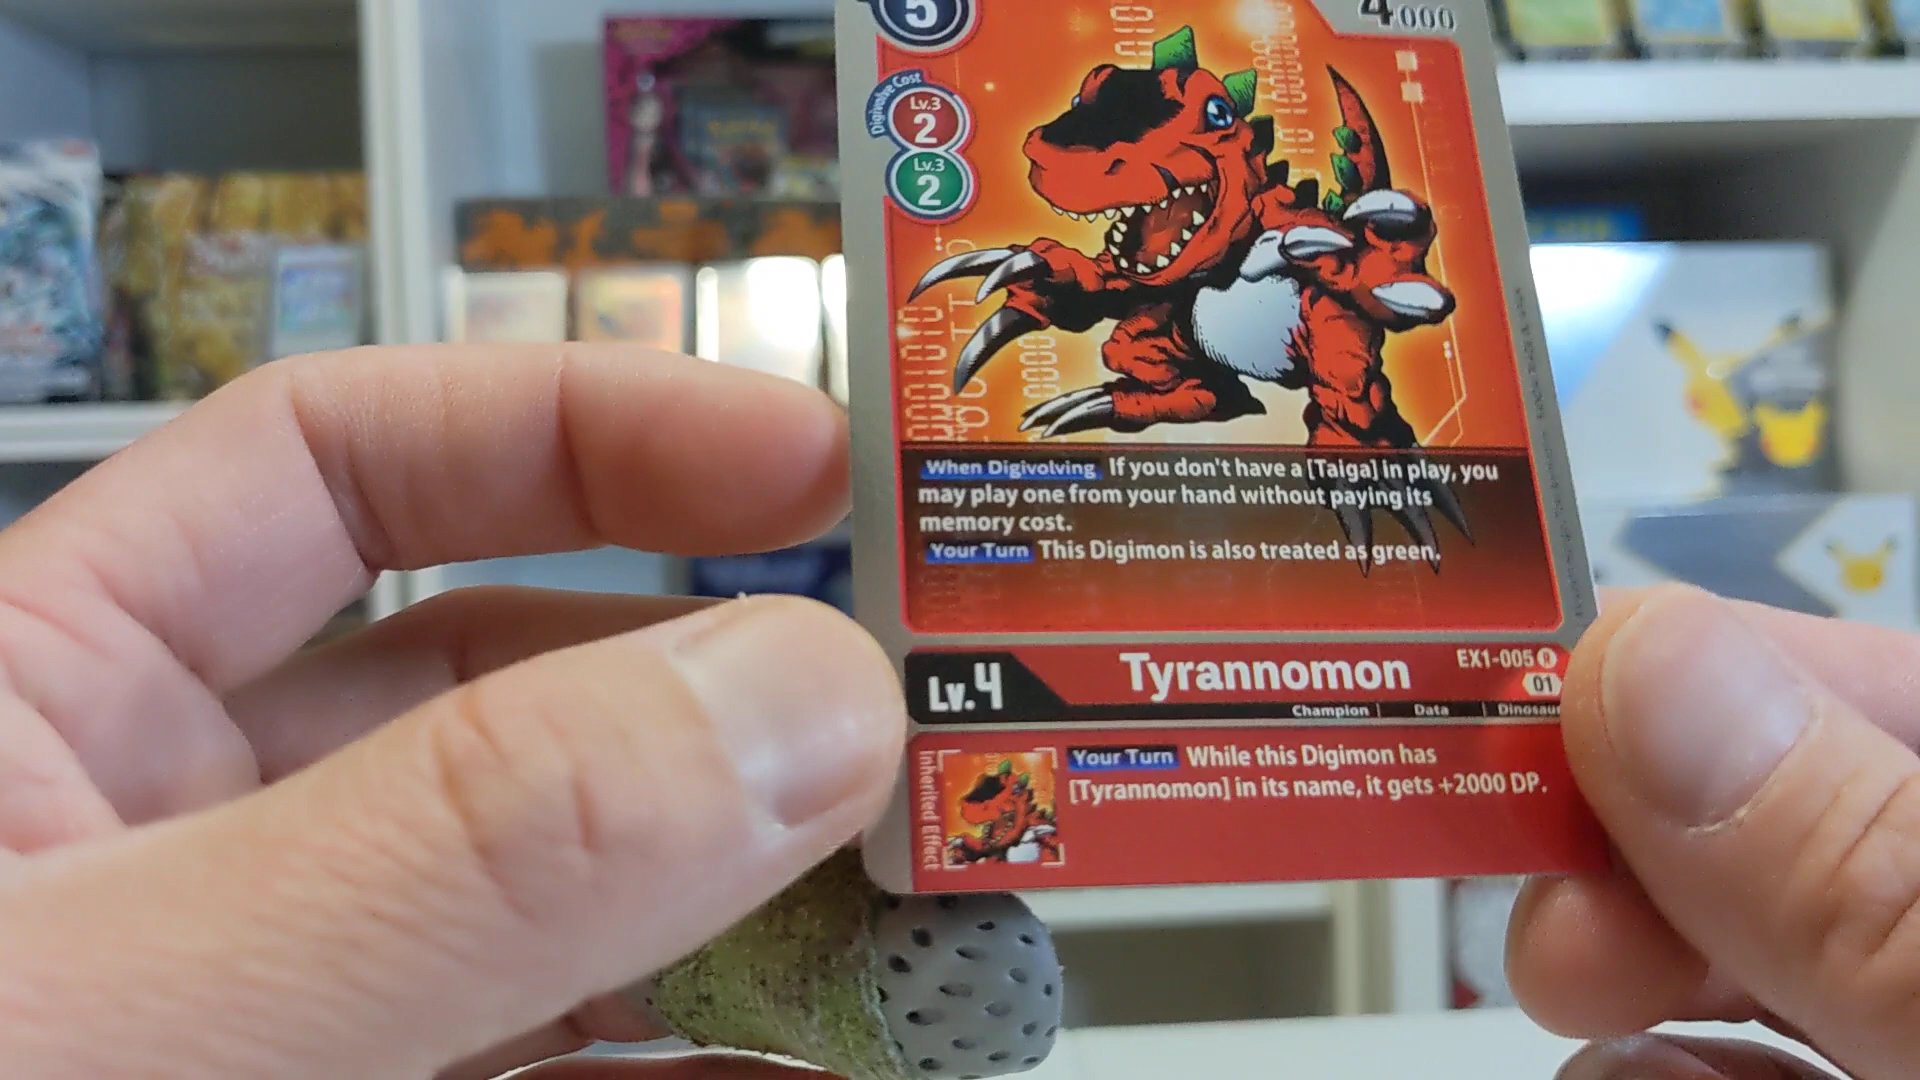 5
4000
Digivolve Cost
Lv.3
2
Lv.3
2
When Digivolving If you don't have a [Taiga] in play, you
may play one from your hand without paying its
memory cost.
Your Turn This Digimon is also treated as green.
Lv.4
Tyrannomon
EX1-005 R
01
Champion | Data | Dinosaur
Inherited Effect
Your Turn While this Digimon has
[Tyrannomon] in its name, it gets +2000 DP.